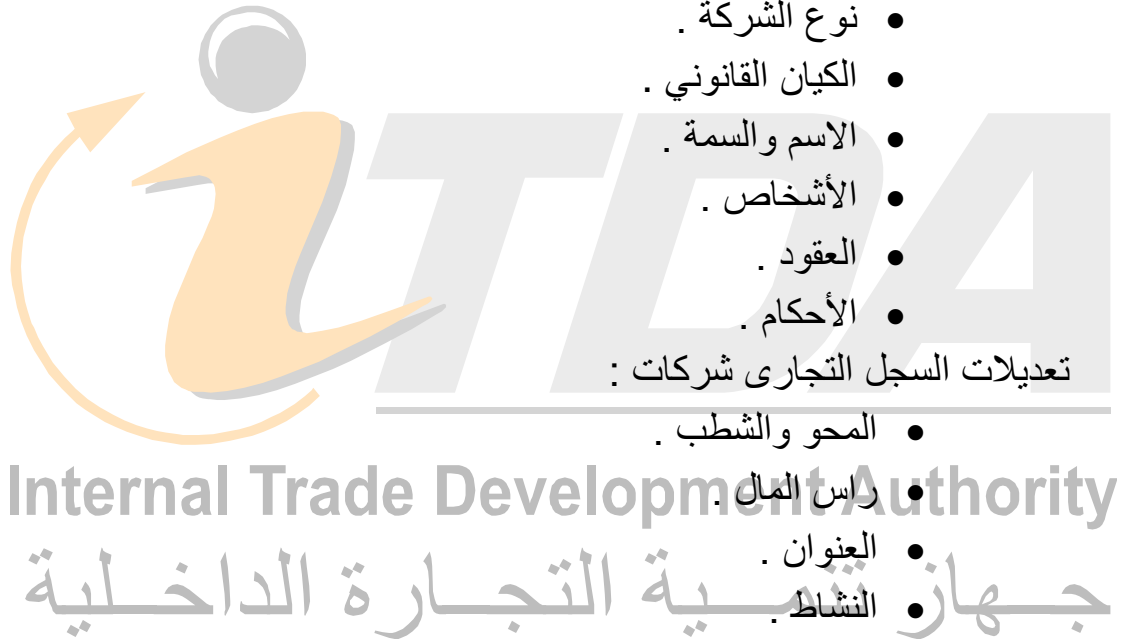 • نوع الشركة .
• الكيان القانوني .
• الاسم والسمة .
• الأشخاص .
• العقود .
• الأحكام .
تعديلات السجل التجارى شركات :
• المحو والشطب .
• راس المال .
• العنوان .
• النشاط .
iTDA
Internal Trade Development Authority
جهاز تنمية التجارة الداخلية